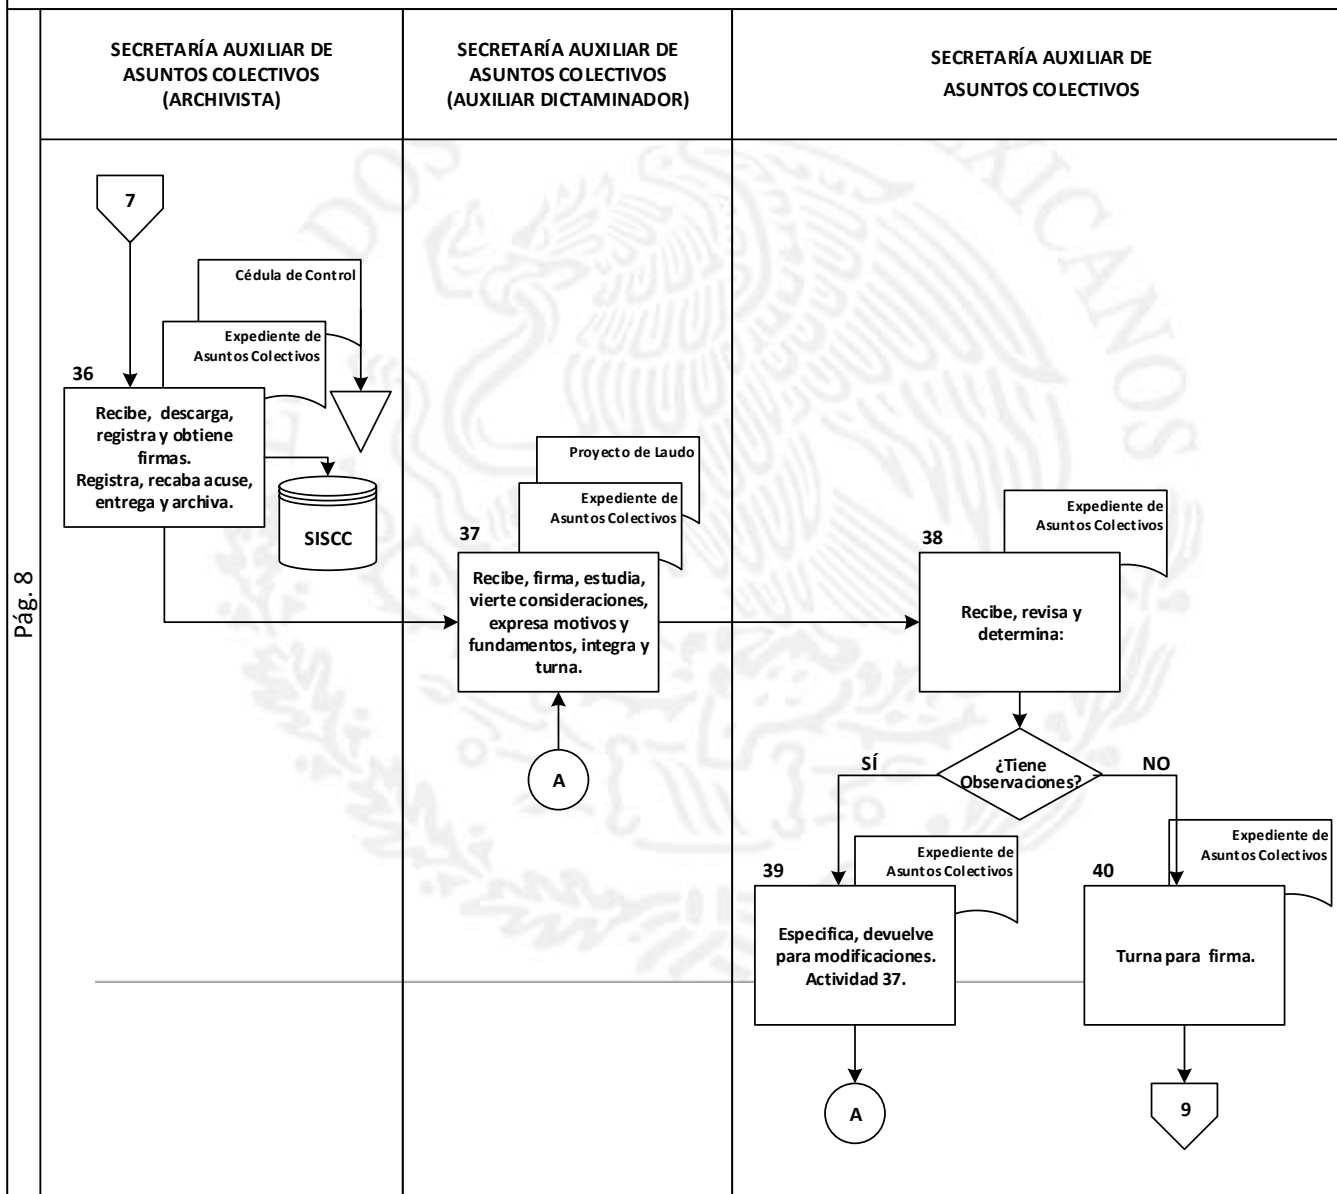 SECRETARÍA AUXILIAR DE
ASUNTOS COLECTIVOS
(ARCHIVISTA)
SECRETARÍA AUXILIAR DE
ASUNTOS COLECTIVOS
(AUXILIAR DICTAMINADOR)
SECRETARÍA AUXILIAR DE
ASUNTOS COLECTIVOS
Pág. 8
7
Cédula de Control
Expediente de
Asuntos Colectivos
36
Recibe, descarga,
registra y obtiene
firmas.
Registra, recaba acuse,
entrega y archiva.
SISCC
Proyecto de Laudo
Expediente de
Asuntos Colectivos
37
Recibe, firma, estudia,
vierte consideraciones,
expresa motivos y
fundamentos, integra y
turna.
A
Expediente de
Asuntos Colectivos
38
Recibe, revisa y
determina:
¿Tiene
Observaciones?
SÍ
NO
Expediente de
Asuntos Colectivos
39
Especifica, devuelve
para modificaciones.
Actividad 37.
A
Expediente de
Asuntos Colectivos
40
Turna para firma.
9
DOS
MEXICANOS